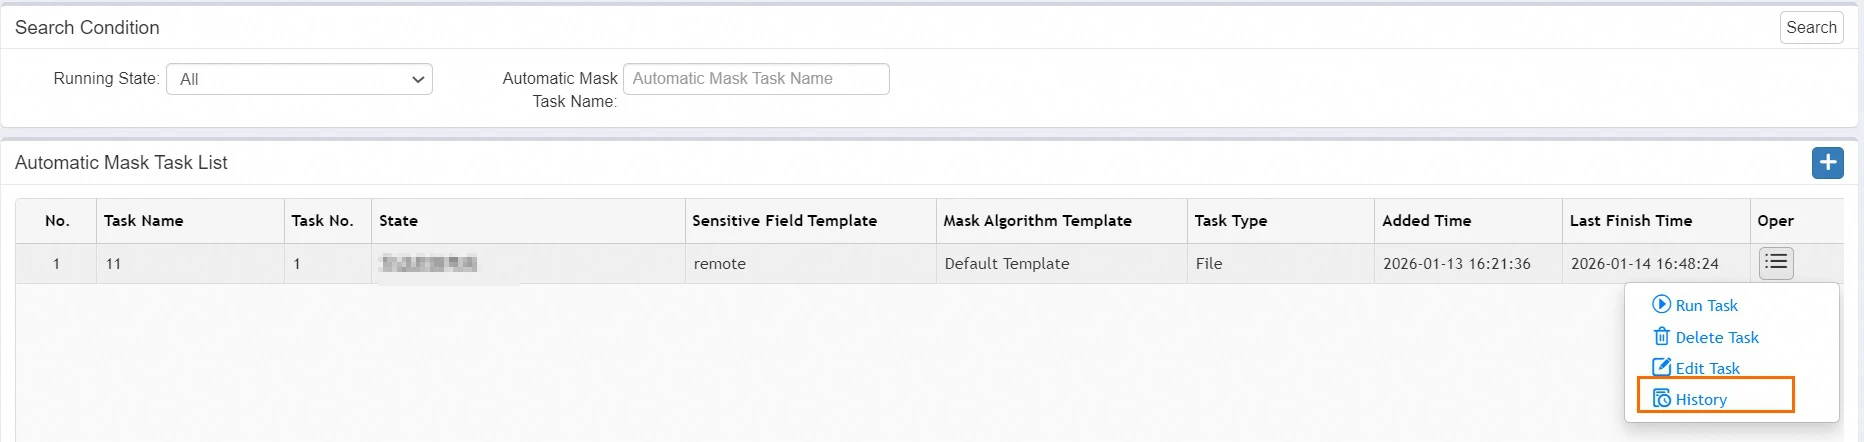 Search Condition
Search
Running State:
All
Automatic Mask
Task Name:
Automatic Mask Task Name
Automatic Mask Task List
No. Task Name Task No. State Sensitive Field Template Mask Algorithm Template Task Type Added Time Last Finish Time Oper
1 11 1 remote Default Template File 2026-01-13 16:21:36 2026-01-14 16:48:24
Run Task
Delete Task
Edit Task
History